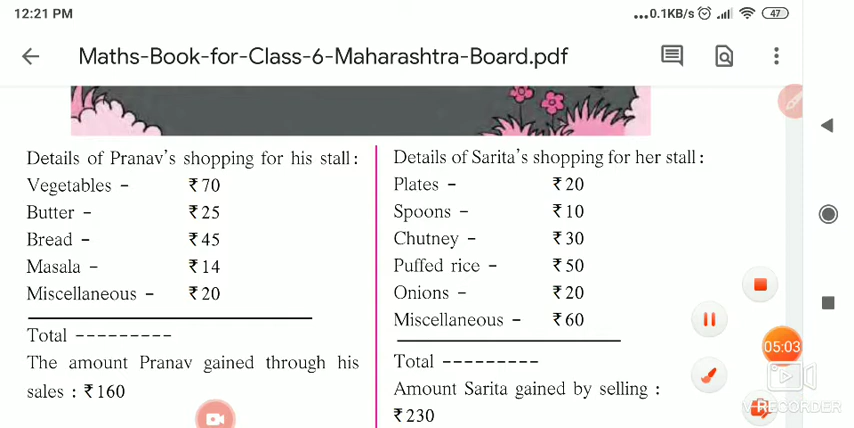 12:21 PM
...0.1KB/s
47
Maths-Book-for-Class-6-Maharashtra-Board.pdf
Details of Pranav's shopping for his stall :
Vegetables - ₹ 70
Butter - ₹ 25
Bread - ₹ 45
Masala - ₹ 14
Miscellaneous - ₹ 20
Total ---------
The amount Pranav gained through his
sales : ₹ 160
Details of Sarita's shopping for her stall :
Plates - ₹ 20
Spoons - ₹ 10
Chutney - ₹ 30
Puffed rice - ₹ 50
Onions - ₹ 20
Miscellaneous - ₹ 60
Total ---------
Amount Sarita gained by selling :
₹ 230
05:03
V-RECORDER